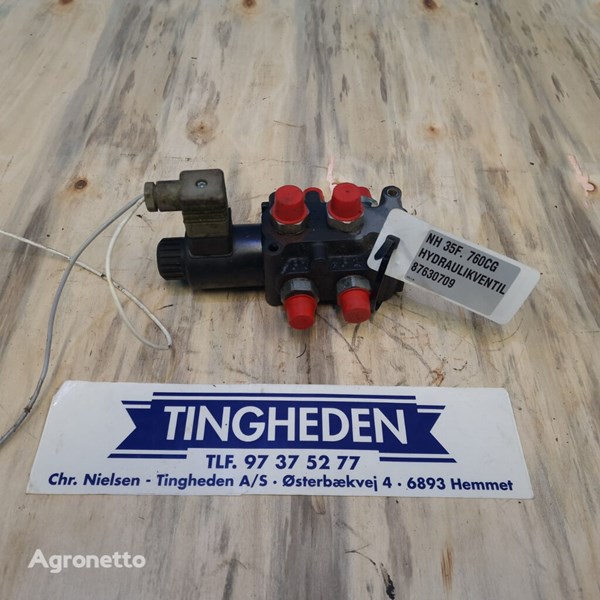 NH 35F. 760CG
HYDRAULIKVENTIL
87630709
TINGHEDEN
TLF. 97 37 52 77
Chr. Nielsen - Tingheden A/S · Østerbækvej 4 · 6893 Hemmet
Agronetto